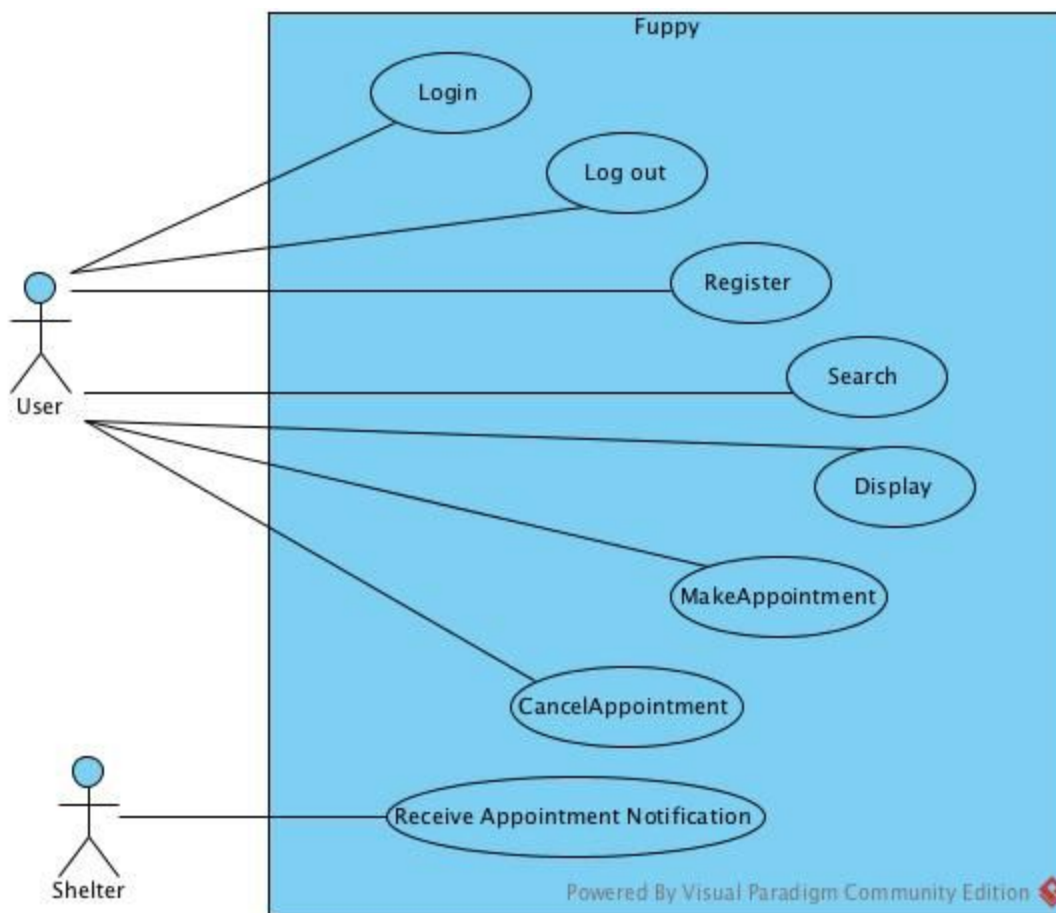 Fuppy
Login
Log out
Register
Search
User
Display
MakeAppointment
CancelAppointment
Receive Appointment Notification
Shelter
Powered By Visual Paradigm Community Edition